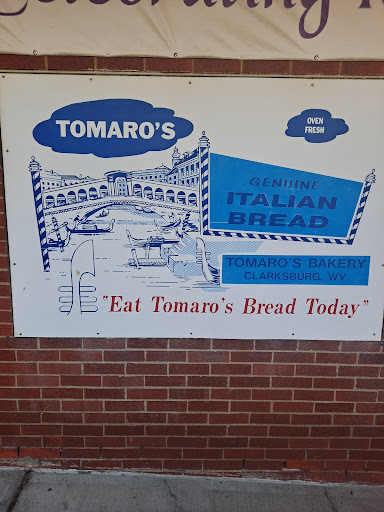 TOMARO'S
OVEN
FRESH
GENUINE
ITALIAN
BREAD
TOMARO'S BAKERY
CLARKSBURG, WV
"Eat Tomaro's Bread Today"